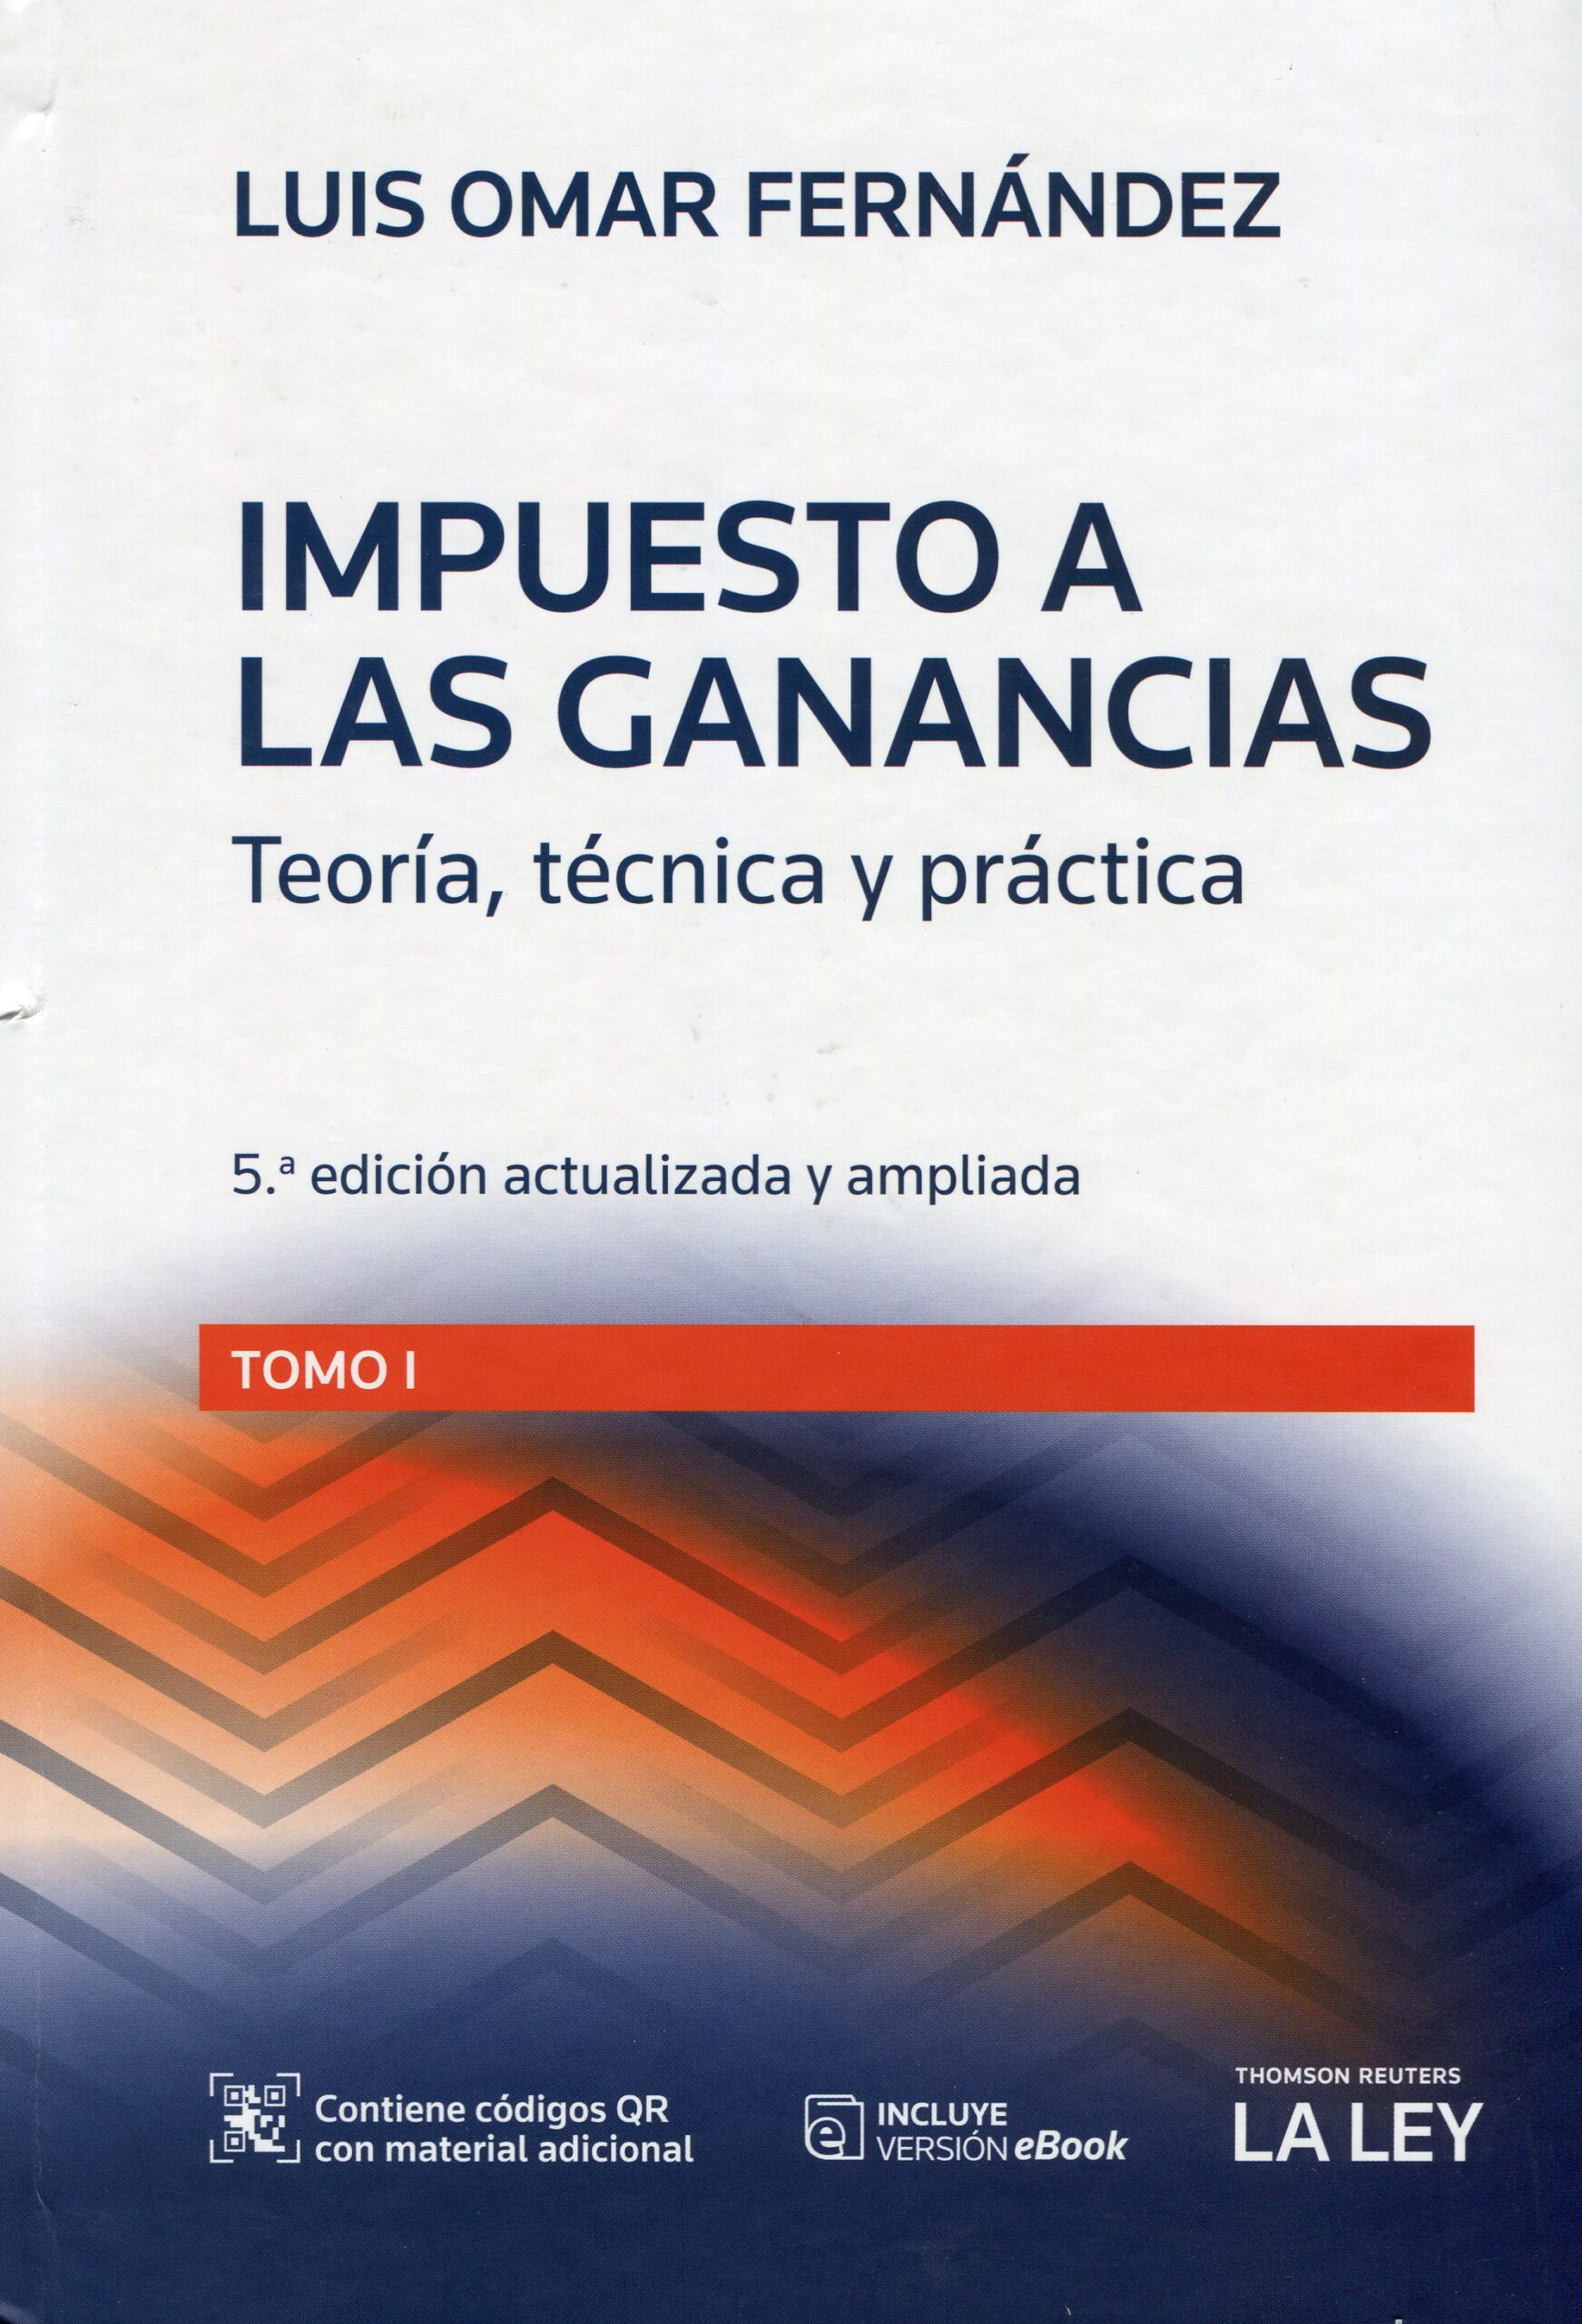 LUIS OMAR FERNÁNDEZ
IMPUESTO A
LAS GANANCIAS
Teoría, técnica y práctica
5.ª edición actualizada y ampliada
TOMO I
Contiene códigos QR
con material adicional
INCLUYE
VERSIÓN eBook
THOMSON REUTERS
LA LEY